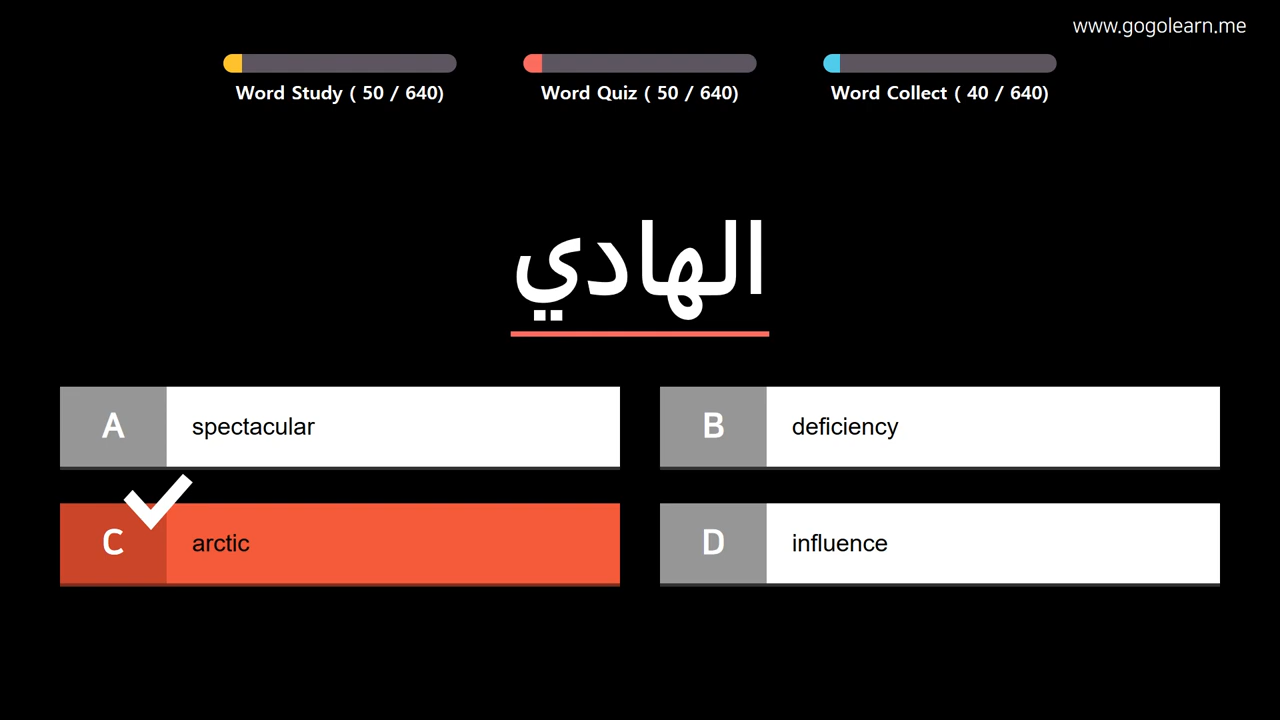 www.gogolearn.me
Word Study ( 50 / 640)
Word Quiz ( 50 / 640)
Word Collect ( 40 / 640)
الهادي
A spectacular
B deficiency
C arctic
D influence